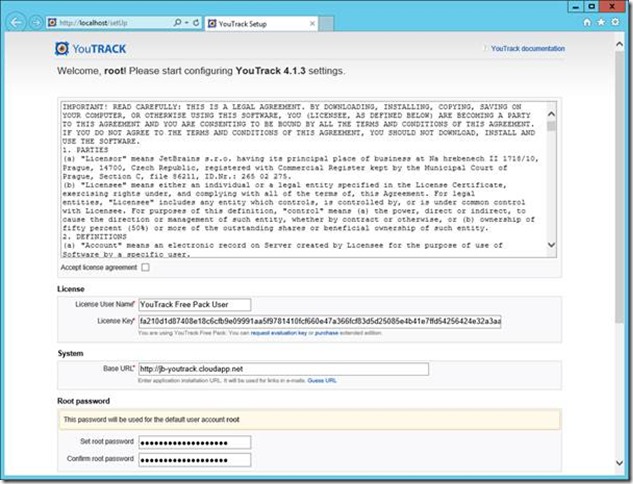 http://localhost/setUp
YouTrack Setup
YouTRACK
YouTrack documentation
Welcome, root! Please start configuring YouTrack 4.1.3 settings.
IMPORTANT! READ CAREFULLY: THIS IS A LEGAL AGREEMENT. BY DOWNLOADING, INSTALLING, COPYING, SAVING ON
YOUR COMPUTER, OR OTHERWISE USING THIS SOFTWARE, YOU (LICENSEE, AS DEFINED BELOW) ARE BECOMING A PARTY
TO THIS AGREEMENT AND YOU ARE CONSENTING TO BE BOUND BY ALL THE TERMS AND CONDITIONS OF THIS AGREEMENT.
IF YOU DO NOT AGREE TO THE TERMS AND CONDITIONS OF THIS AGREEMENT, YOU SHOULD NOT DOWNLOAD, INSTALL AND
USE THE SOFTWARE.
1. PARTIES
(a) "Licensor" means JetBrains s.r.o. having its principal place of business at Na hrebenech II 1718/10,
Prague, 14700, Czech Republic, registered with Commercial Register kept by the Municipal Court of
Prague, Section C, file 86211, ID.Nr.: 265 02 275.
(b) "Licensee" means either an individual or a legal entity specified in the License Certificate,
exercising rights under, and complying with all of the terms of, this Agreement. For legal
entities, "Licensee" includes any entity which controls, is controlled by, or is under common control
with Licensee. For purposes of this definition, "control" means (a) the power, direct or indirect, to
cause the direction or management of such entity, whether by contract or otherwise, or (b) ownership of
fifty percent (50%) or more of the outstanding shares or beneficial ownership of such entity.
2. DEFINITIONS
(a) "Account" means an electronic record on Server created by Licensee for the purpose of use of
Software by a specific user.
Accept license agreement
License
License User Name* YouTrack Free Pack User
License Key* fa210d1d87408e18c6cfb9e09991aa5f9781410fcf660e47a366fcf83d5d25085e4b41e7ffd54256424e32a3aa
You are using YouTrack Free Pack. You can request evaluation key or purchase extended edition.
System
Base URL* http://jb-youtrack.cloudapp.net
Enter application installation URL. It will be used for links in e-mails. Guess URL
Root password
This password will be used for the default user account root
Set root password
Confirm root password